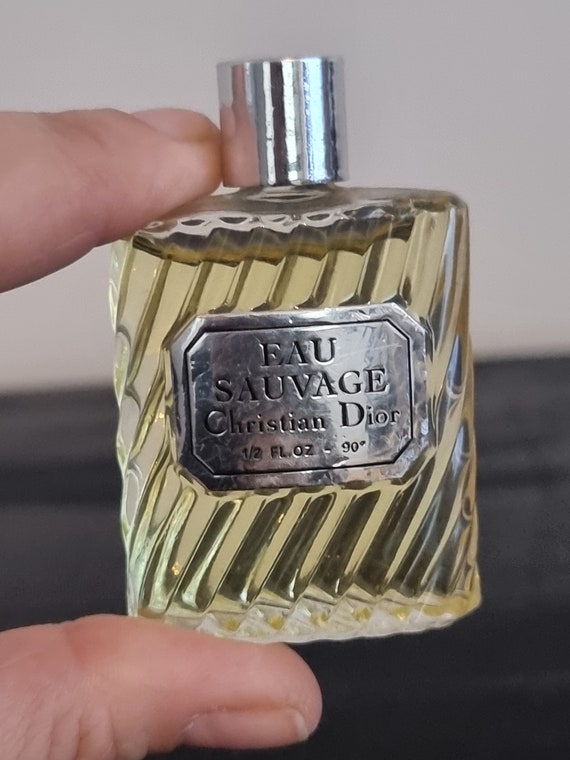 EAU
SAUVAGE
Christian Dior
1/2 FL.OZ - 90°